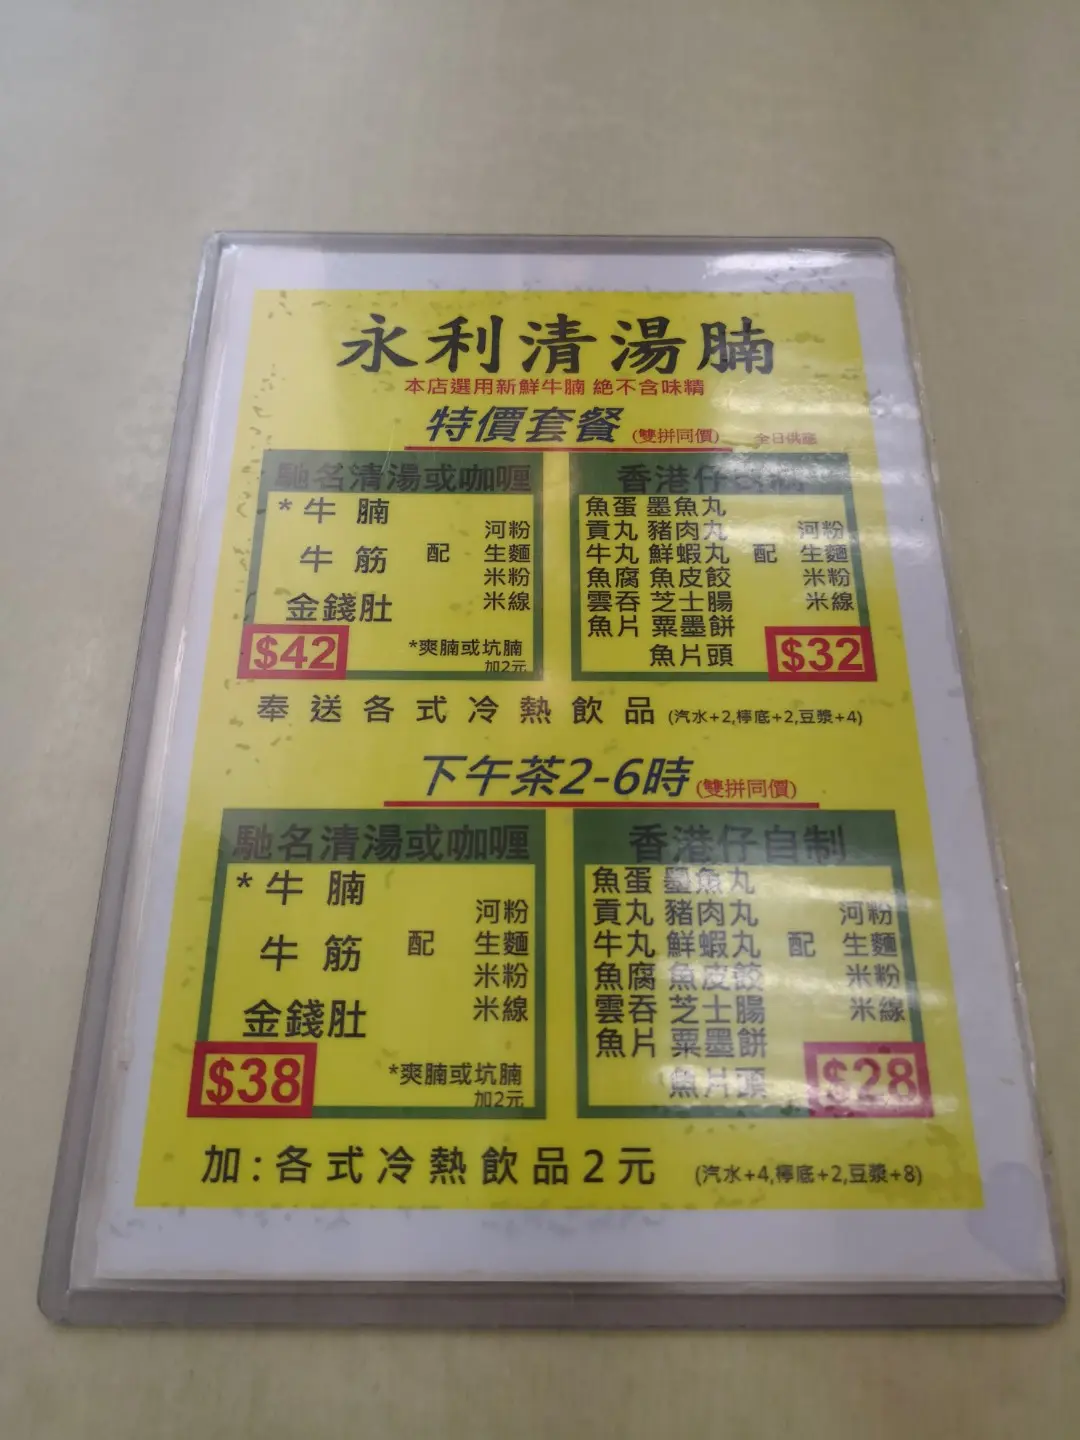 永利清湯腩
本店選用新鮮牛腩 絕不含味精
特價套餐 (雙拼同價) 全日供應
馳名清湯或咖喱
*牛腩
牛筋
金錢肚
配
河粉
生麵
米粉
米線
$42
*爽腩或坑腩
加2元
香港仔自制
魚蛋 墨魚丸
貢丸 豬肉丸
牛丸 鮮蝦丸
魚腐 魚皮餃
雲吞 芝士腸
魚片 粟墨餅
魚片頭
配
河粉
生麵
米粉
米線
$32
奉送各式冷熱飲品 (汽水+2,檸底+2,豆漿+4)
下午茶2-6時 (雙拼同價)
馳名清湯或咖喱
*牛腩
牛筋
金錢肚
配
河粉
生麵
米粉
米線
$38
*爽腩或坑腩
加2元
香港仔自制
魚蛋 墨魚丸
貢丸 豬肉丸
牛丸 鮮蝦丸
魚腐 魚皮餃
雲吞 芝士腸
魚片 粟墨餅
魚片頭
配
河粉
生麵
米粉
米線
$28
加:各式冷熱飲品2元 (汽水+4,檸底+2,豆漿+8)